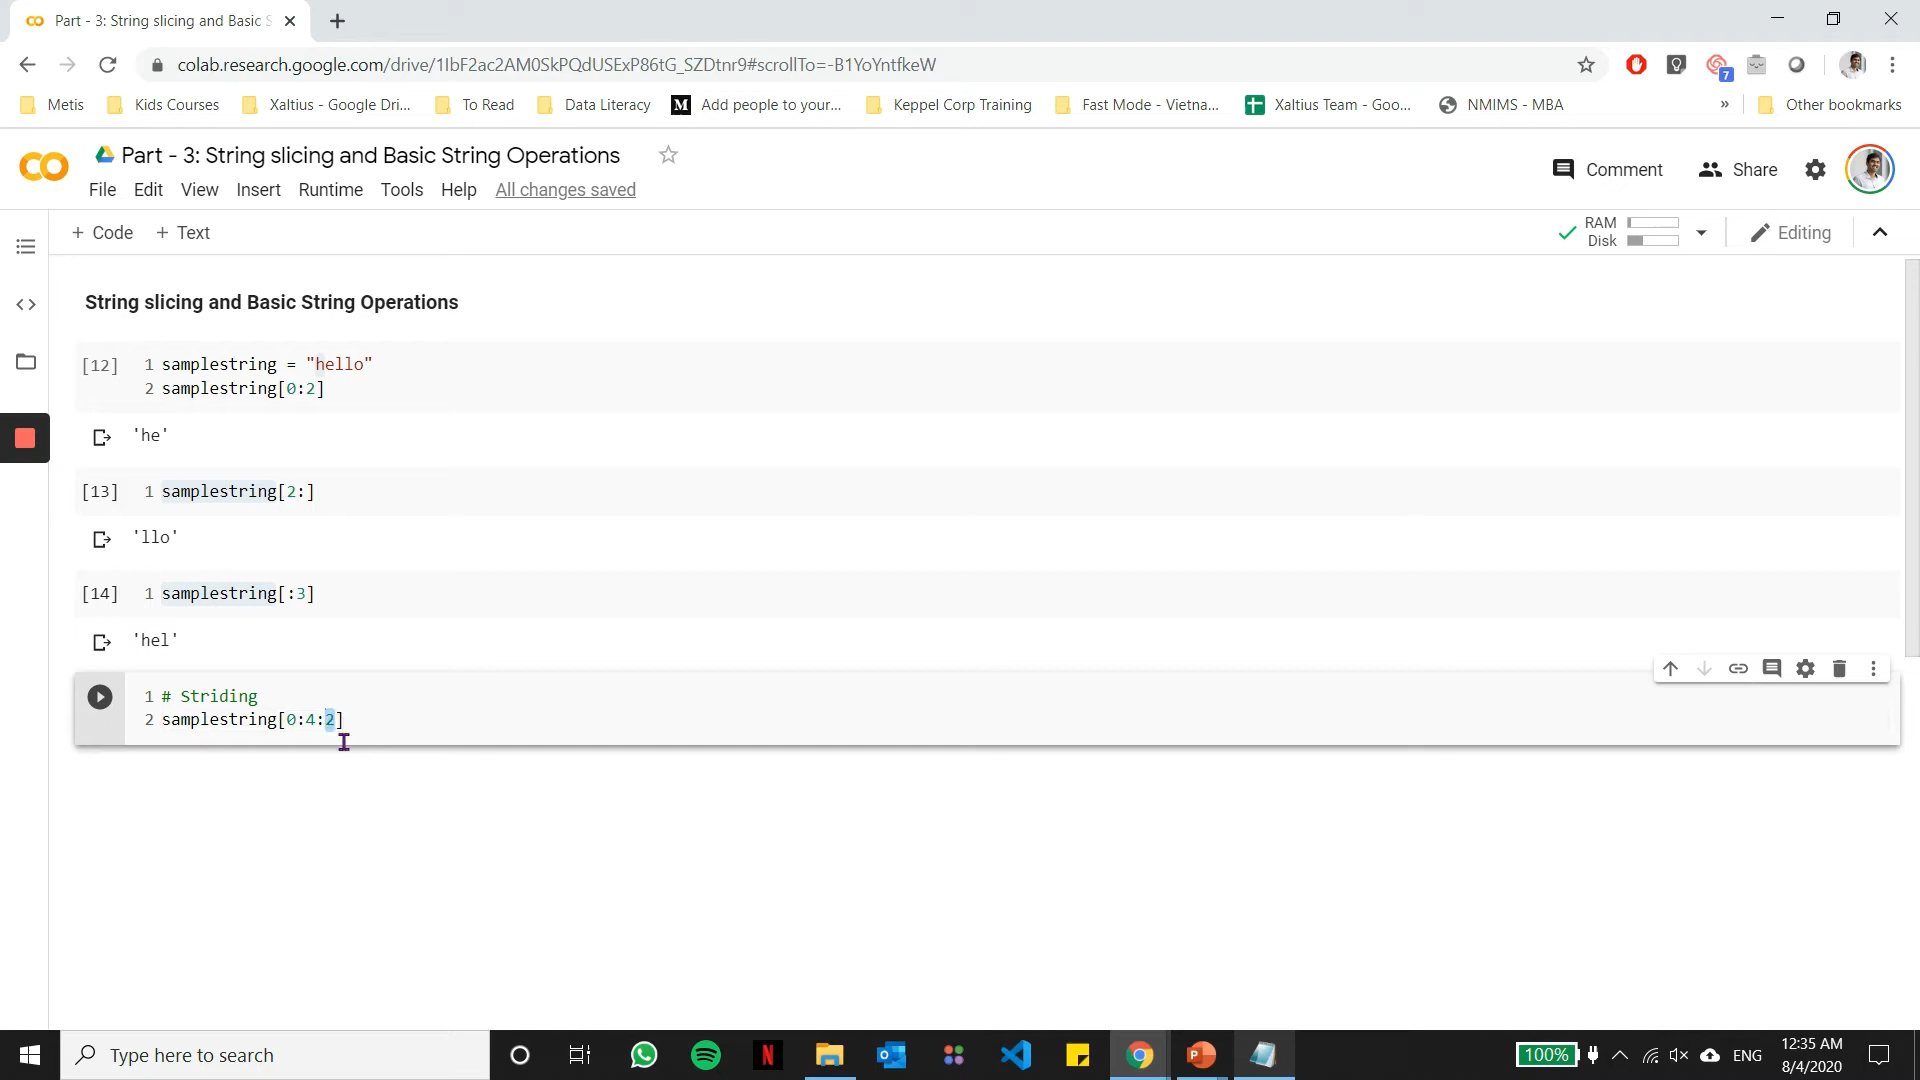 Part - 3: String slicing and Basic S
colab.research.google.com/drive/1IbF2ac2AM0SkPQdUSExP86tG_SZDtnr9#scrollTo=-B1YoYntfkeW
7
Metis
Kids Courses
Xaltius - Google Dri...
To Read
Data Literacy
M Add people to your...
Keppel Corp Training
Fast Mode - Vietna...
Xaltius Team - Goo...
NMIMS - MBA
»
Other bookmarks
Part - 3: String slicing and Basic String Operations
Comment
Share
File Edit View Insert Runtime Tools Help All changes saved
+ Code + Text
RAM
Disk
Editing
String slicing and Basic String Operations
[12] 1 samplestring = "hello"
2 samplestring[0:2]
'he'
[13] 1 samplestring[2:]
'llo'
[14] 1 samplestring[:3]
'hel'
1 # Striding
2 samplestring[0:4:2]
Type here to search
100%
ENG
12:35 AM
8/4/2020